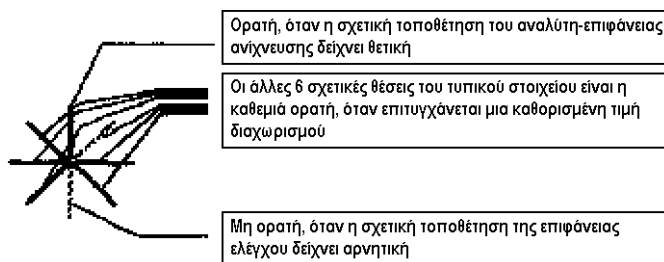 Ορατή, όταν η σχετική τοποθέτηση του αναλύτη-επιφάνειας
ανίχνευσης δείχνει θετική
Οι άλλες 6 σχετικές θέσεις του τυπικού στοιχείου είναι η
καθεμιά ορατή, όταν επιτυγχάνεται μια καθορισμένη τιμή
διαχωρισμού
Μη ορατή, όταν η σχετική τοποθέτηση της επιφάνειας
ελέγχου δείχνει αρνητική